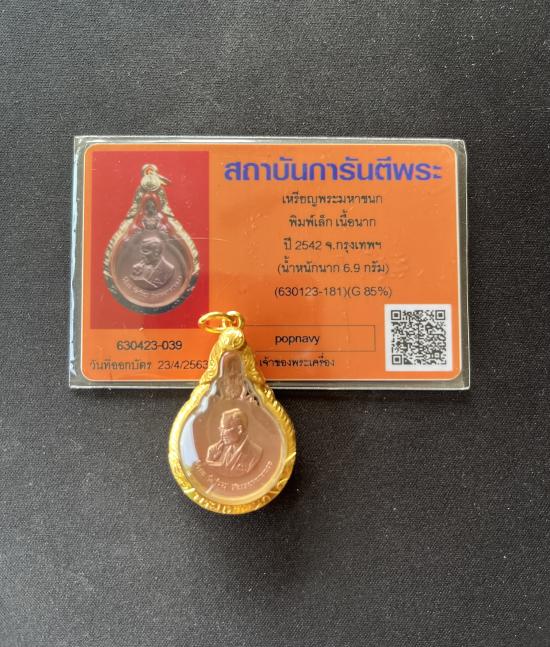 สถาบันการันตีพระ
เหรียญพระมหาชนก
พิมพ์เล็ก เนื้อนาก
ปี 2542 จ.กรุงเทพฯ
(น้ำหนักนาก 6.9 กรัม)
(630123-181)(G 85%)
630423-039
popnavy
วันที่ออกบัตร 23/4/2563
เจ้าของพระเครื่อง